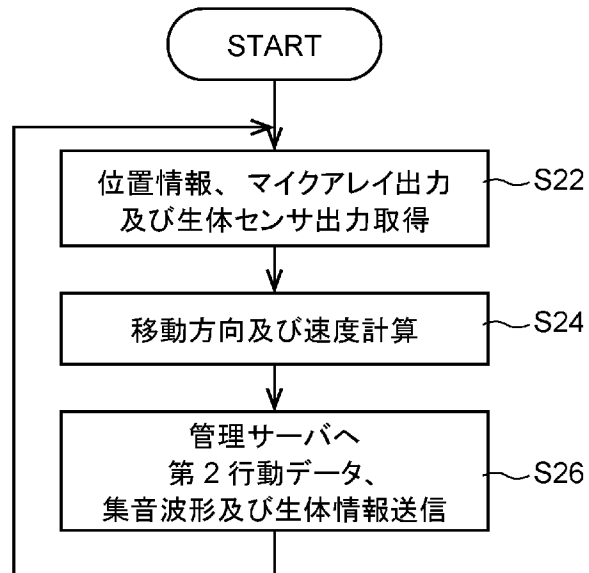 START
位置情報、マイクアレイ出力
及び生体センサ出力取得
S22
移動方向及び速度計算
S24
管理サーバへ
第2行動データ、
集音波形及び生体情報送信
S26